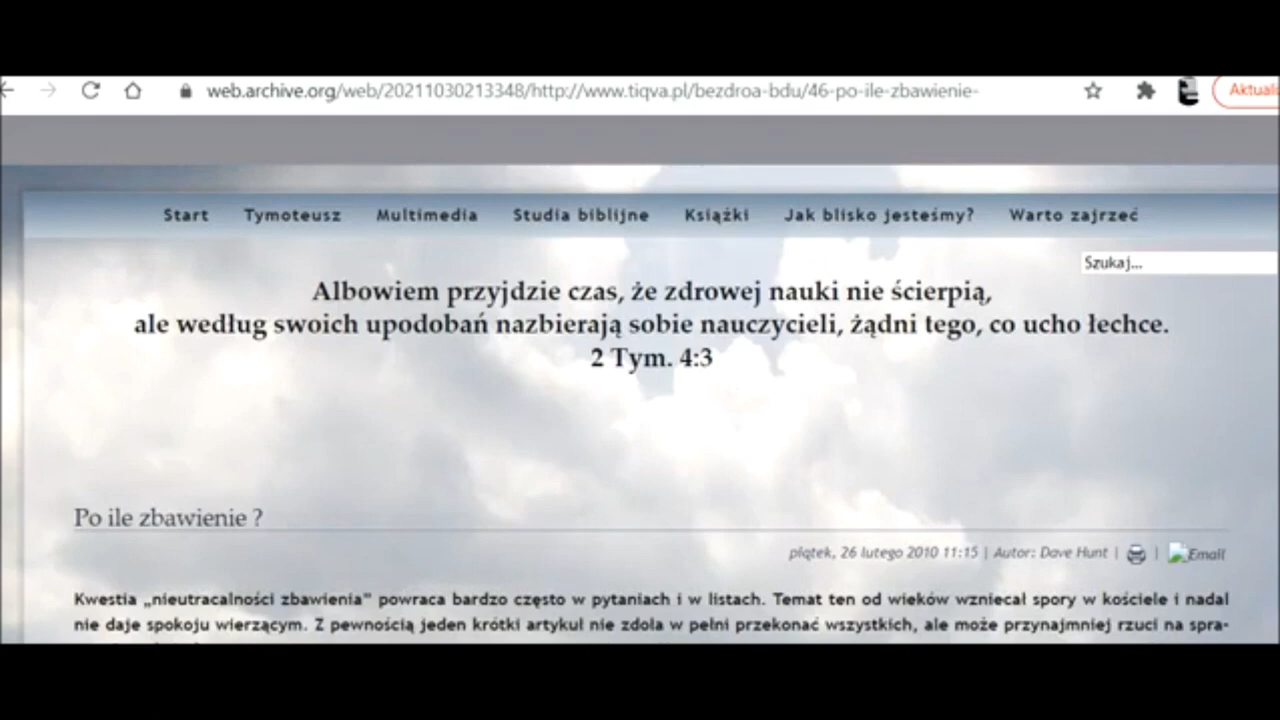 web.archive.org/web/20211030213348/http://www.tiqva.pl/bezdroa-bdu/46-po-ile-zbawienie-
Start Tymoteusz Multimedia Studia biblijne Książki Jak blisko jesteśmy? Warto zajrzeć
Szukaj...
Albowiem przyjdzie czas, że zdrowej nauki nie ścierpią,
ale według swoich upodobań nazbierają sobie nauczycieli, żądni tego, co ucho łechce.
2 Tym. 4:3
Po ile zbawienie ?
piątek, 26 lutego 2010 11:15 | Autor: Dave Hunt | | Email
Kwestia „nieutracalności zbawienia" powraca bardzo często w pytaniach i w listach. Temat ten od wieków wzniecał spory w kościele i nadal
nie daje spokoju wierzącym. Z pewnością jeden krótki artykuł nie zdoła w pełni przekonać wszystkich, ale może przynajmniej rzuci na spra-